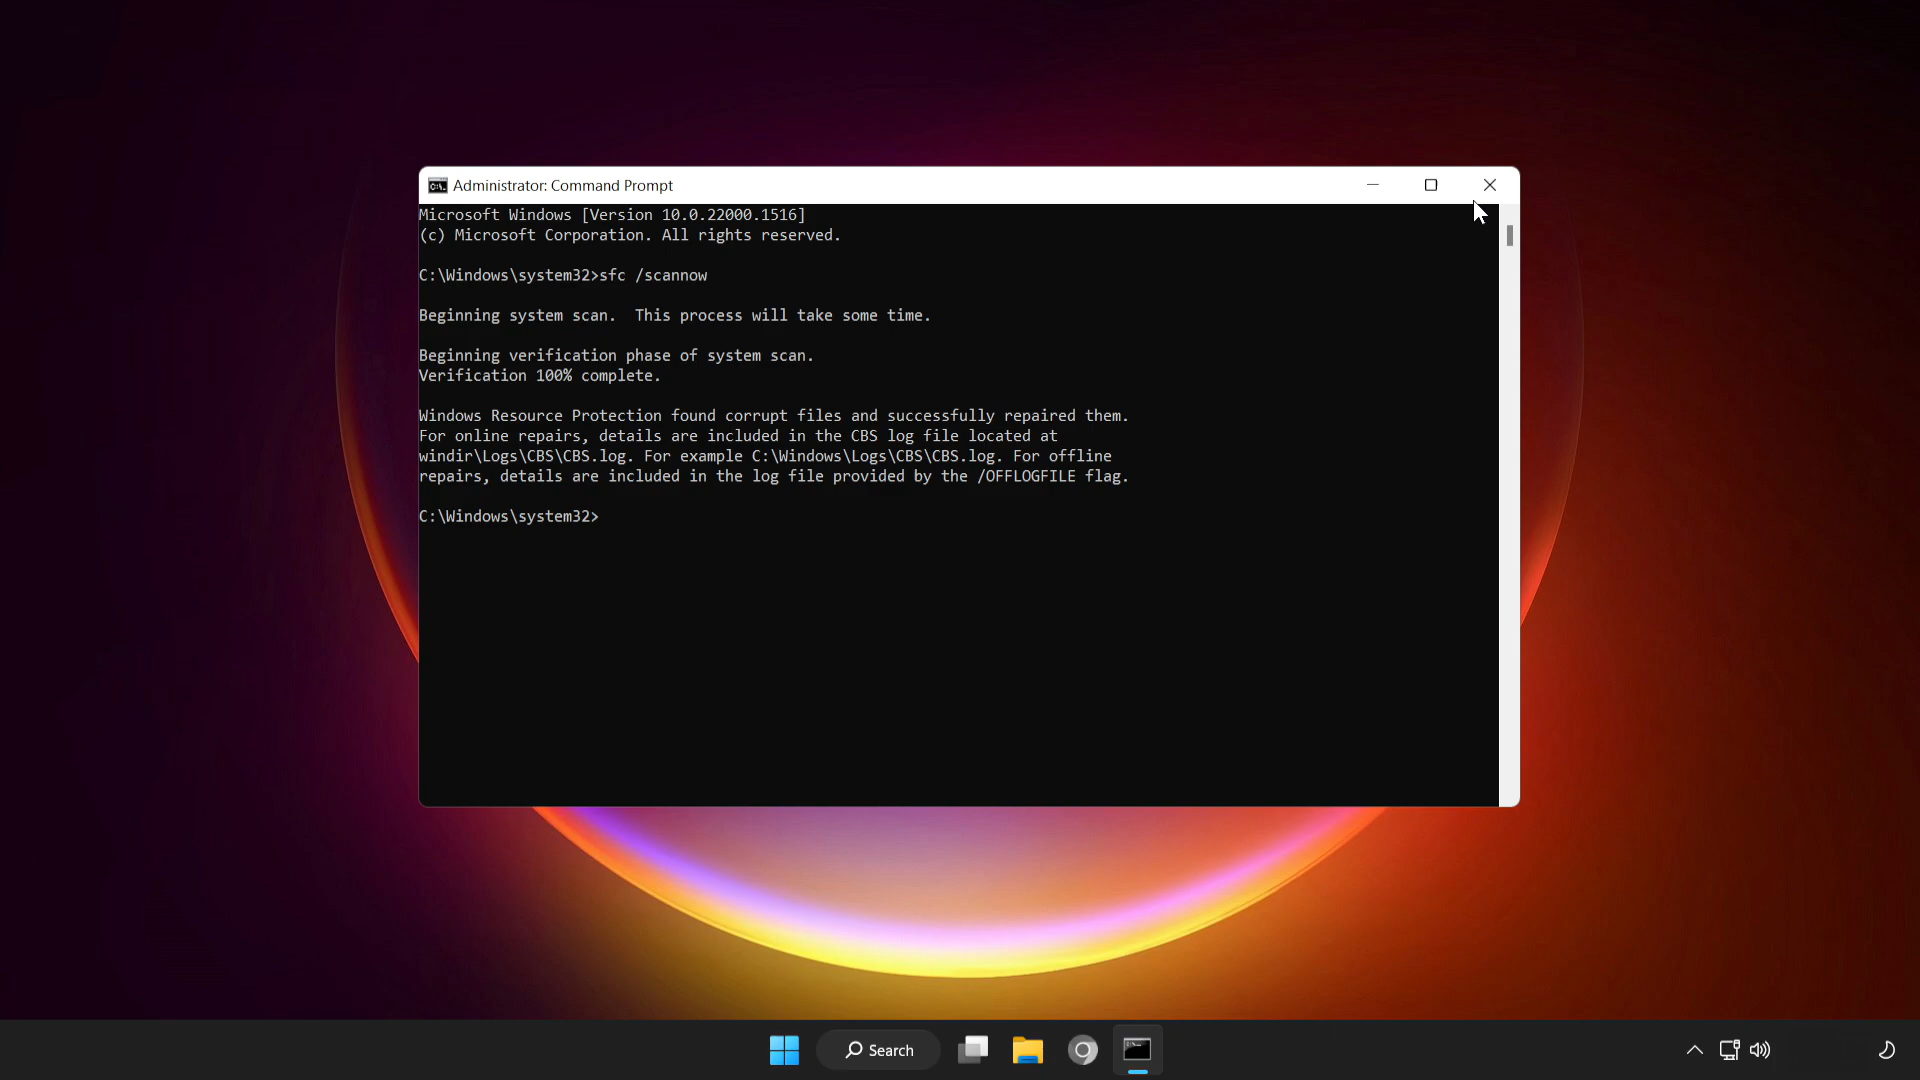 Administrator: Command Prompt
Microsoft Windows [Version 10.0.22000.1516]
(c) Microsoft Corporation. All rights reserved.
C:\Windows\system32>sfc /scannow
Beginning system scan.  This process will take some time.
Beginning verification phase of system scan.
Verification 100% complete.
Windows Resource Protection found corrupt files and successfully repaired them.
For online repairs, details are included in the CBS log file located at
windir\Logs\CBS\CBS.log. For example C:\Windows\Logs\CBS\CBS.log. For offline
repairs, details are included in the log file provided by the /OFFLOGFILE flag.
C:\Windows\system32>
Search